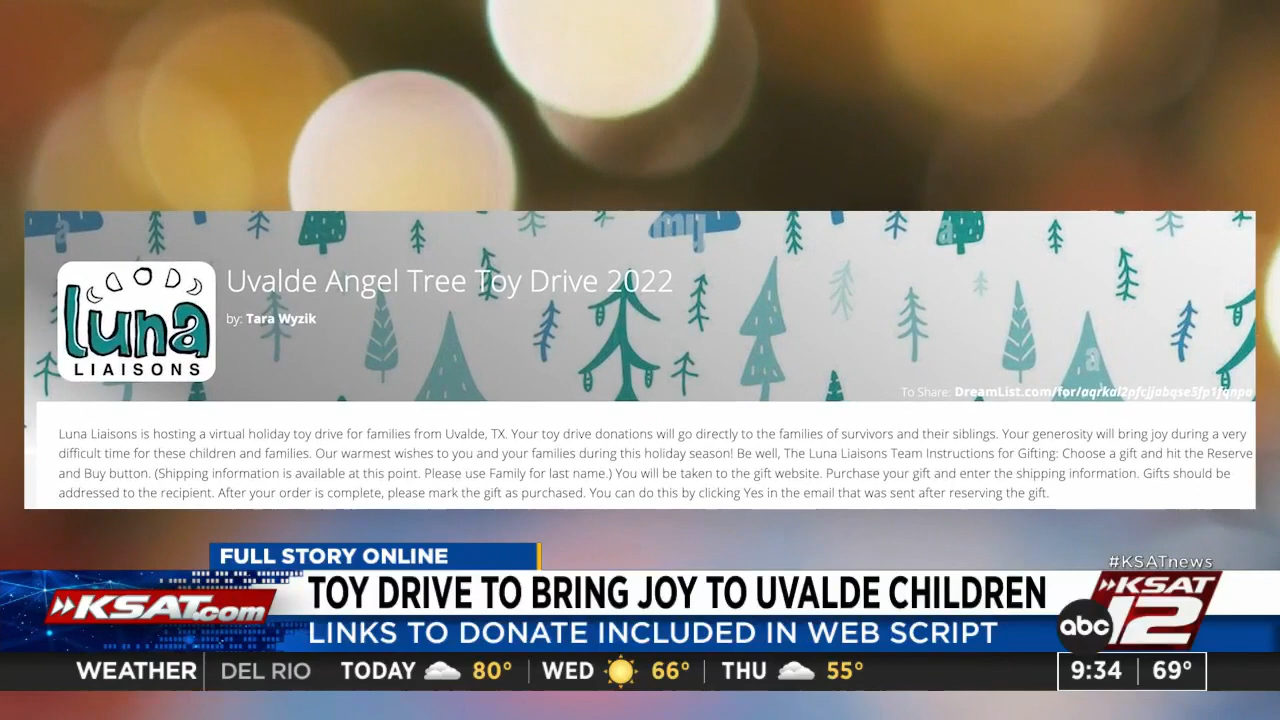 a
mij
a
luna
LIAISONS
Uvalde Angel Tree Toy Drive 2022
by: Tara Wyzik
a
To Share: DreamList.com/for/aqrkal2pfcjjabqse5fp1fqnpa
Luna Liaisons is hosting a virtual holiday toy drive for families from Uvalde, TX. Your toy drive donations will go directly to the families of survivors and their siblings. Your generosity will bring joy during a very
difficult time for these children and families. Our warmest wishes to you and your families during this holiday season! Be well, The Luna Liaisons Team Instructions for Gifting: Choose a gift and hit the Reserve
and Buy button. (Shipping information is available at this point. Please use Family for last name.) You will be taken to the gift website. Purchase your gift and enter the shipping information. Gifts should be
addressed to the recipient. After your order is complete, please mark the gift as purchased. You can do this by clicking Yes in the email that was sent after reserving the gift.
FULL STORY ONLINE
#KSATnews
KSAT.com
TOY DRIVE TO BRING JOY TO UVALDE CHILDREN
LINKS TO DONATE INCLUDED IN WEB SCRIPT
KSAT
abc 12
WEATHER DEL RIO TODAY 80° WED 66° THU 55°
9:34 69°